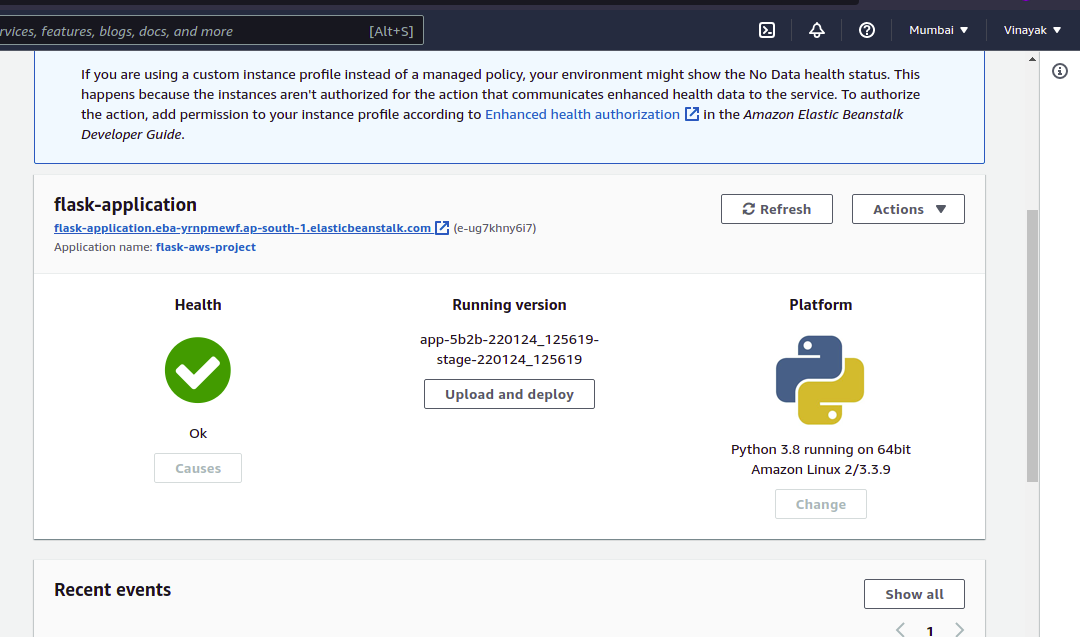 rvices, features, blogs, docs, and more [Alt+S] Mumbai ▼ Vinayak ▼
If you are using a custom instance profile instead of a managed policy, your environment might show the No Data health status. This
happens because the instances aren't authorized for the action that communicates enhanced health data to the service. To authorize
the action, add permission to your instance profile according to Enhanced health authorization in the Amazon Elastic Beanstalk
Developer Guide.
flask-application
Refresh
Actions ▼
flask-application.eba-yrnpmewf.ap-south-1.elasticbeanstalk.com (e-ug7khny6i7)
Application name: flask-aws-project
Health
Ok
Causes
Running version
app-5b2b-220124_125619-
stage-220124_125619
Upload and deploy
Platform
Python 3.8 running on 64bit
Amazon Linux 2/3.3.9
Change
Recent events
Show all
1